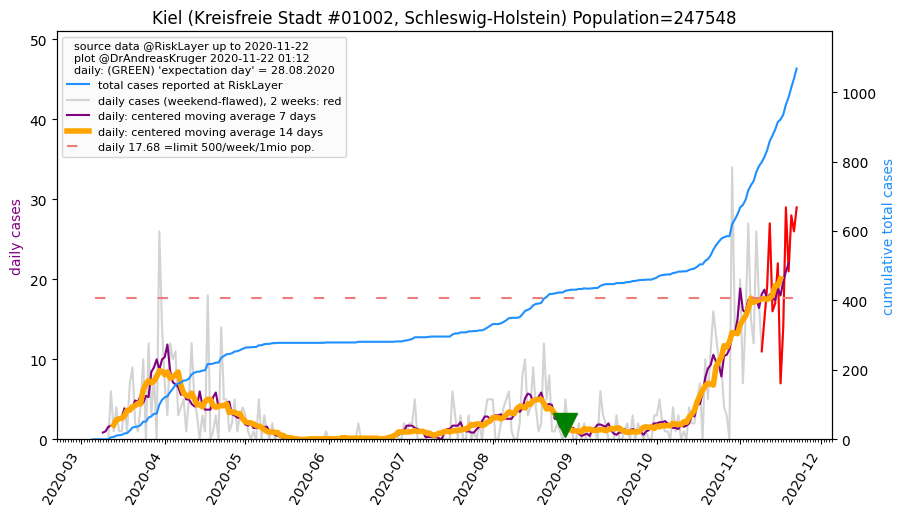 Kiel (Kreisfreie Stadt #01002, Schleswig-Holstein) Population=247548
source data @RiskLayer up to 2020-11-22
plot @DrAndreasKruger 2020-11-22 01:12
daily: (GREEN) 'expectation day' = 28.08.2020
total cases reported at RiskLayer
daily cases (weekend-flawed), 2 weeks: red
daily: centered moving average 7 days
daily: centered moving average 14 days
daily 17.68 =limit 500/week/1mio pop.
daily cases
50
40
30
20
10
0
cumulative total cases
1000
800
600
400
200
0
2020-03
2020-04
2020-05
2020-06
2020-07
2020-08
2020-09
2020-10
2020-11
2020-12